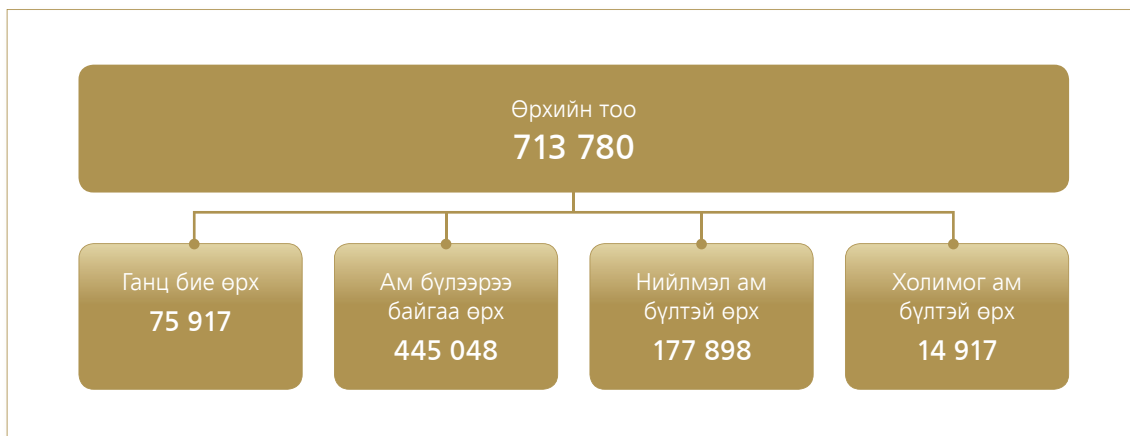 Өрхийн тоо
713 780
Ганц бие өрх
75 917
Ам бүлээрээ
байгаа өрх
445 048
Нийлмэл ам
бүлтэй өрх
177 898
Холимог ам
бүлтэй өрх
14 917